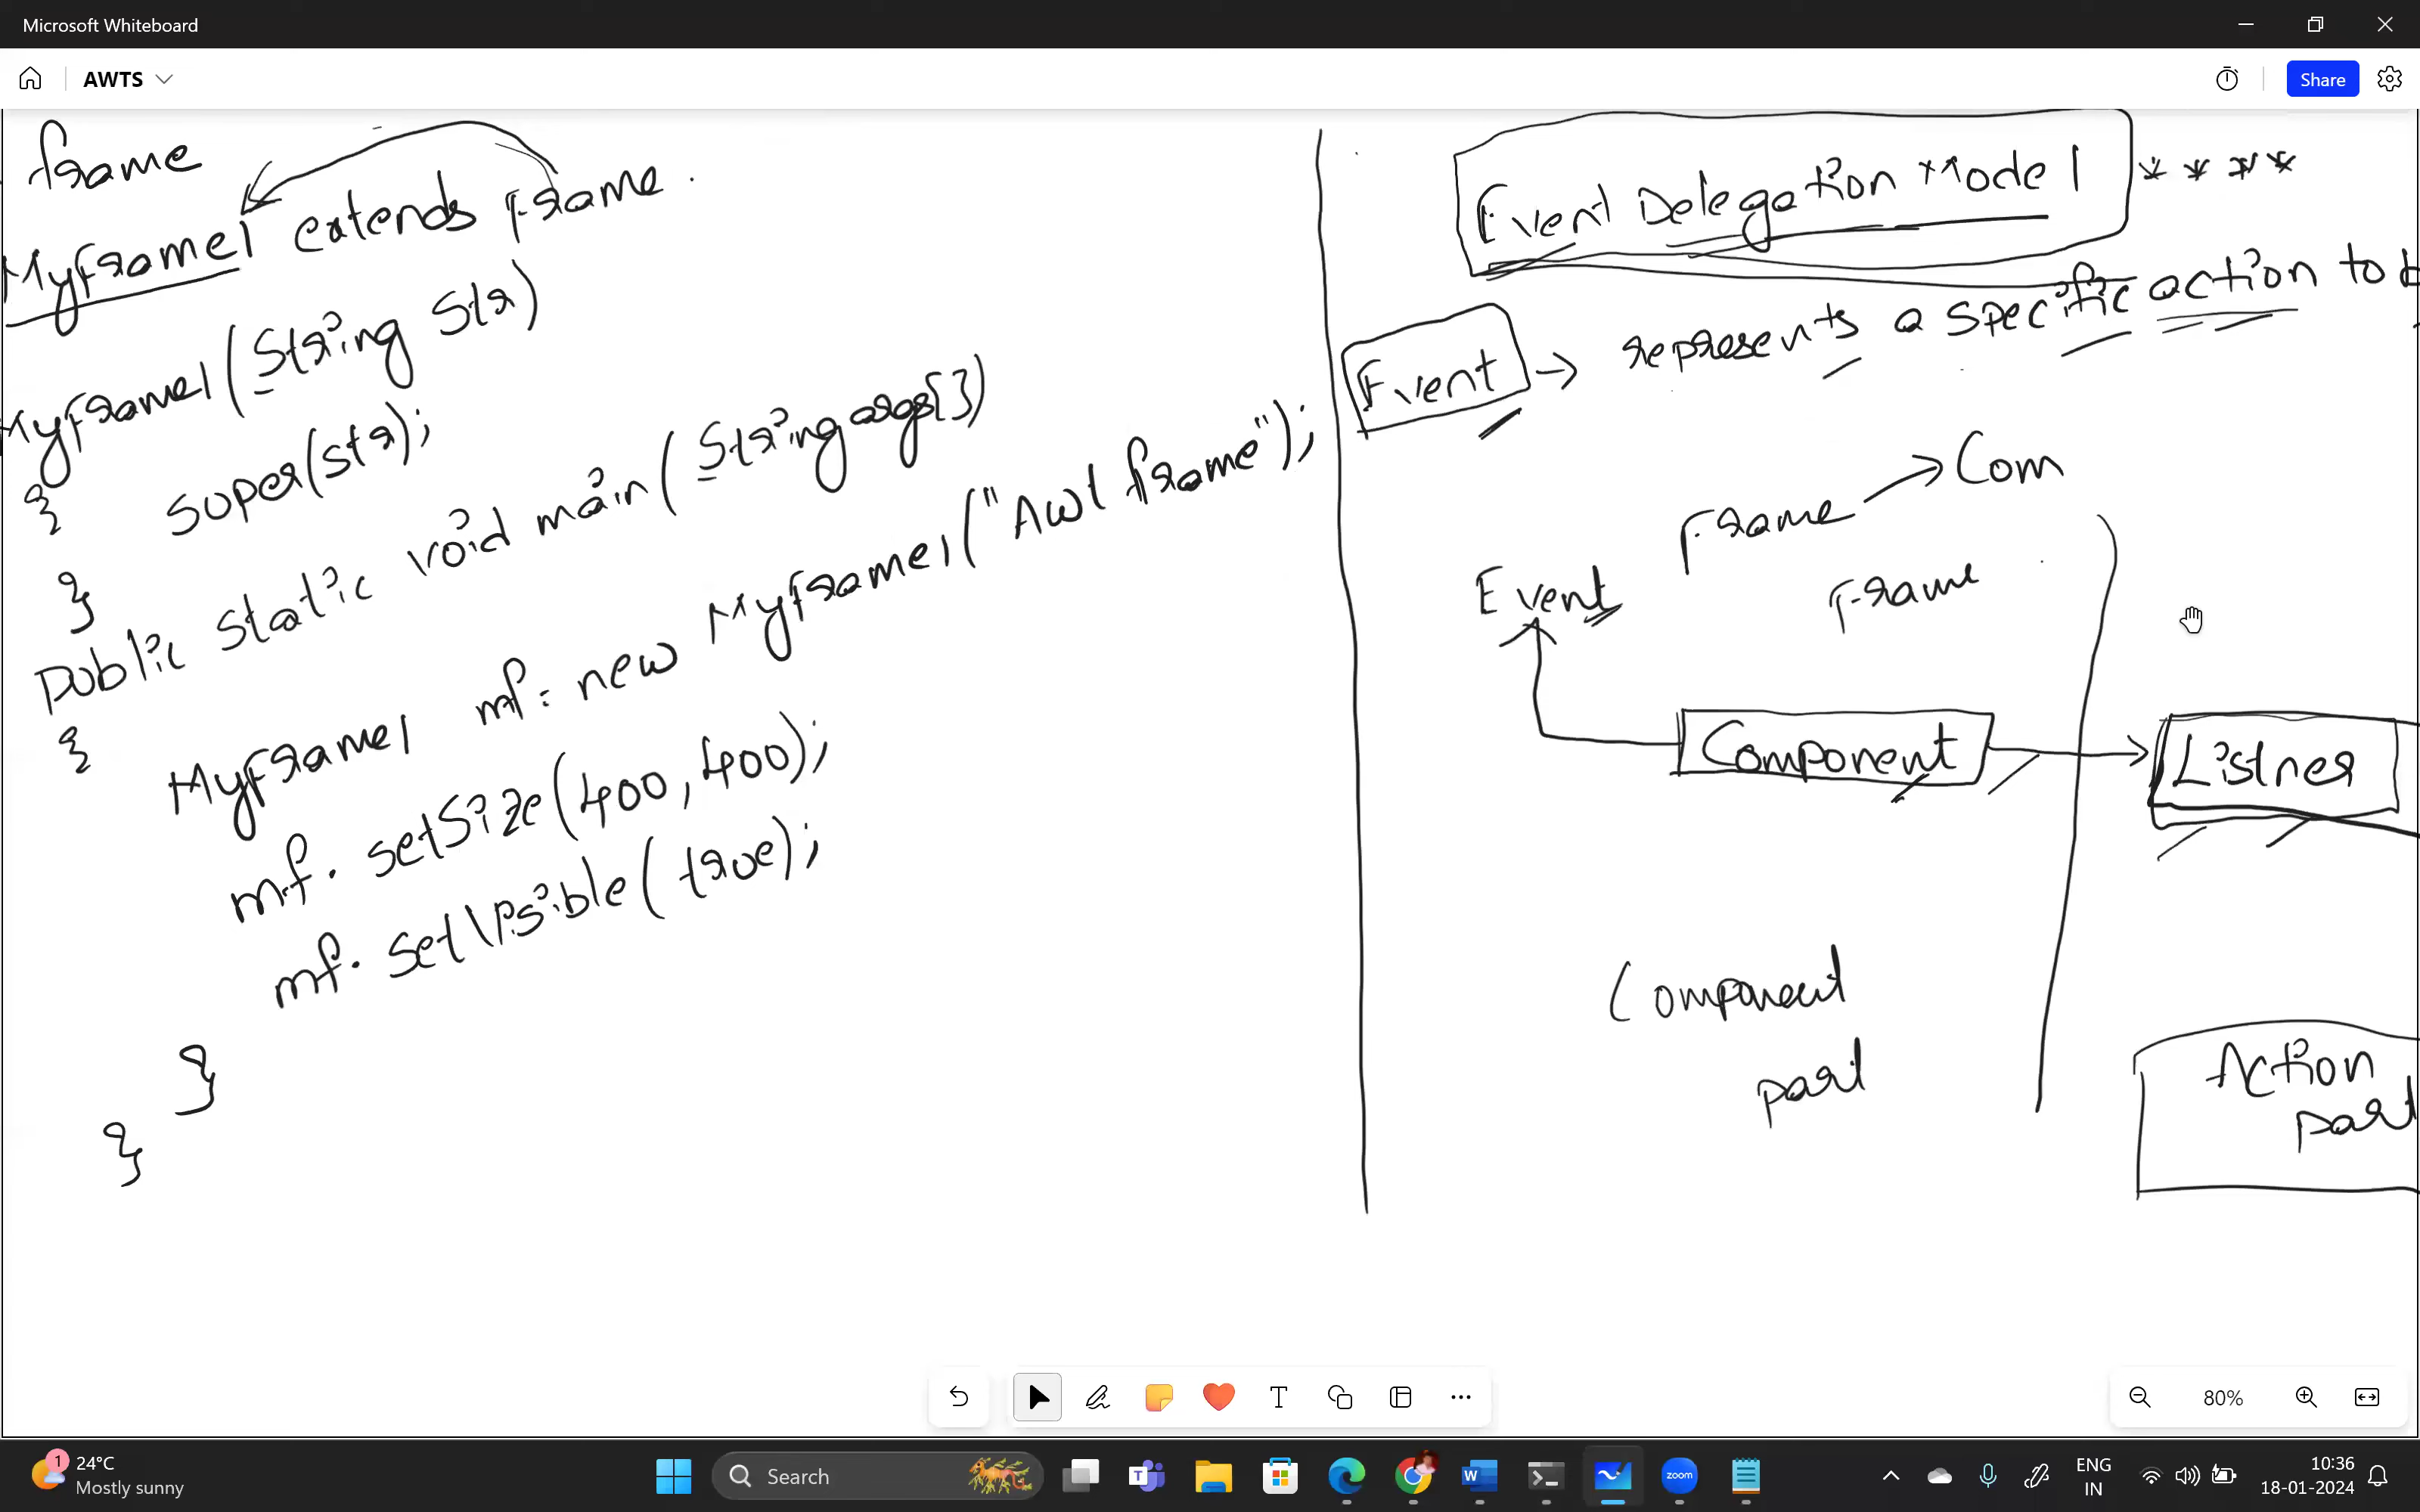 Microsoft Whiteboard
AWTS
Share
frame
Myframe1 extends Frame.
Myframe1(String str)
{
super(str);
}
public static void main(String args[])
{
Myframe1 mf = new Myframe1("Awt frame");
mf. setSize(400,400);
mf. setVisible(true);
}
}
Event Delegation Model ****
Event → represents a specific action to b
Frame → Com
Event
Frame
Component → Listner
Component
part
Action
part
80%
1
24°C
Mostly sunny
Search
T
W
zoom
ENG
IN
10:36
18-01-2024